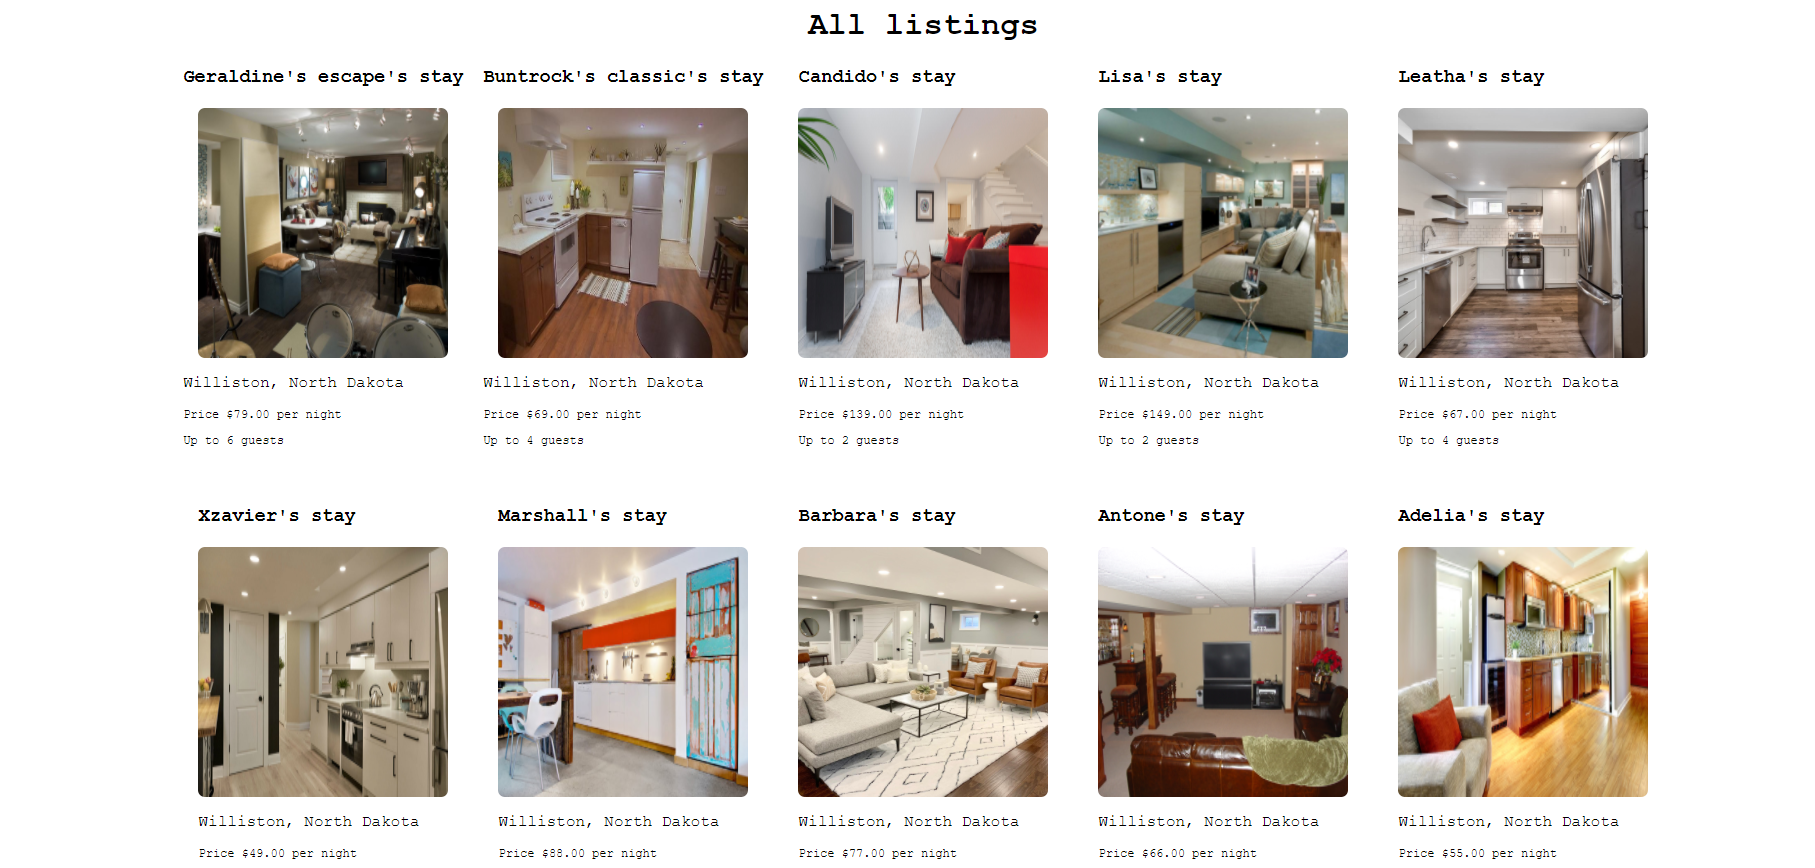 All listings
Geraldine's escape's stay
Buntrock's classic's stay
Candido's stay
Lisa's stay
Leatha's stay
Williston, North Dakota
Williston, North Dakota
Williston, North Dakota
Williston, North Dakota
Williston, North Dakota
Price $79.00 per night
Price $69.00 per night
Price $139.00 per night
Price $149.00 per night
Price $67.00 per night
Up to 6 guests
Up to 4 guests
Up to 2 guests
Up to 2 guests
Up to 4 guests
Xzavier's stay
Marshall's stay
Barbara's stay
Antone's stay
Adelia's stay
Williston, North Dakota
Williston, North Dakota
Williston, North Dakota
Williston, North Dakota
Williston, North Dakota
Price $49.00 per night
Price $88.00 per night
Price $77.00 per night
Price $66.00 per night
Price $55.00 per night